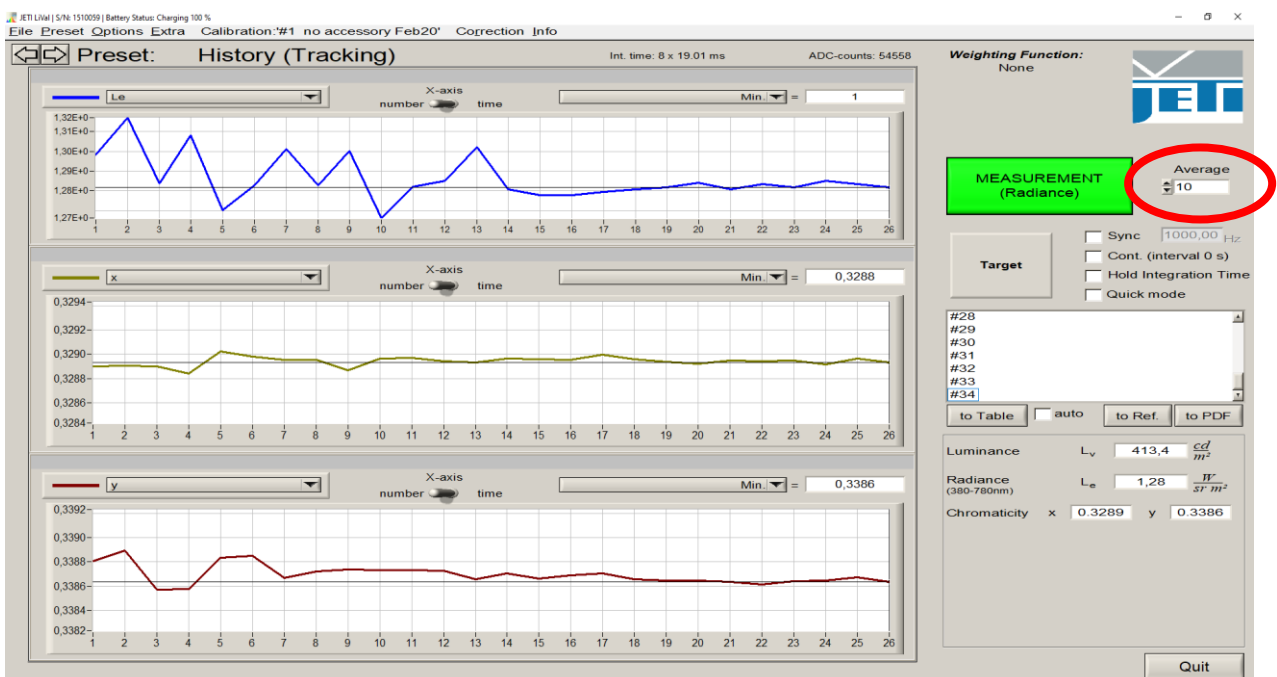 JETI LiVal | S/N: 1510059 | Battery Status: Charging 100 %
File Preset Options Extra Calibration:'#1 no accessory Feb20' Correction Info
Preset: History (Tracking) Int. time: 8 x 19.01 ms ADC-counts: 54558
Weighting Function:
None
JETI
Le
X-axis
number time
Min. = 1
1,32E+0
1,31E+0
1,30E+0
1,29E+0
1,28E+0
1,27E+0
1 2 3 4 5 6 7 8 9 10 11 12 13 14 15 16 17 18 19 20 21 22 23 24 25 26
x
X-axis
number time
Min. = 0,3288
0,3294
0,3292
0,3290
0,3288
0,3286
0,3284
1 2 3 4 5 6 7 8 9 10 11 12 13 14 15 16 17 18 19 20 21 22 23 24 25 26
y
X-axis
number time
Min. = 0,3386
0,3392
0,3390
0,3388
0,3386
0,3384
0,3382
1 2 3 4 5 6 7 8 9 10 11 12 13 14 15 16 17 18 19 20 21 22 23 24 25 26
MEASUREMENT
(Radiance)
Average
10
Target
Sync 1000,00 Hz
Cont. (interval 0 s)
Hold Integration Time
Quick mode
#28
#29
#30
#31
#32
#33
#34
to Table auto to Ref. to PDF
Luminance Lv 413,4 cd/m²
Radiance Le 1,28 W/sr m²
(380-780nm)
Chromaticity x 0.3289 y 0.3386
Quit